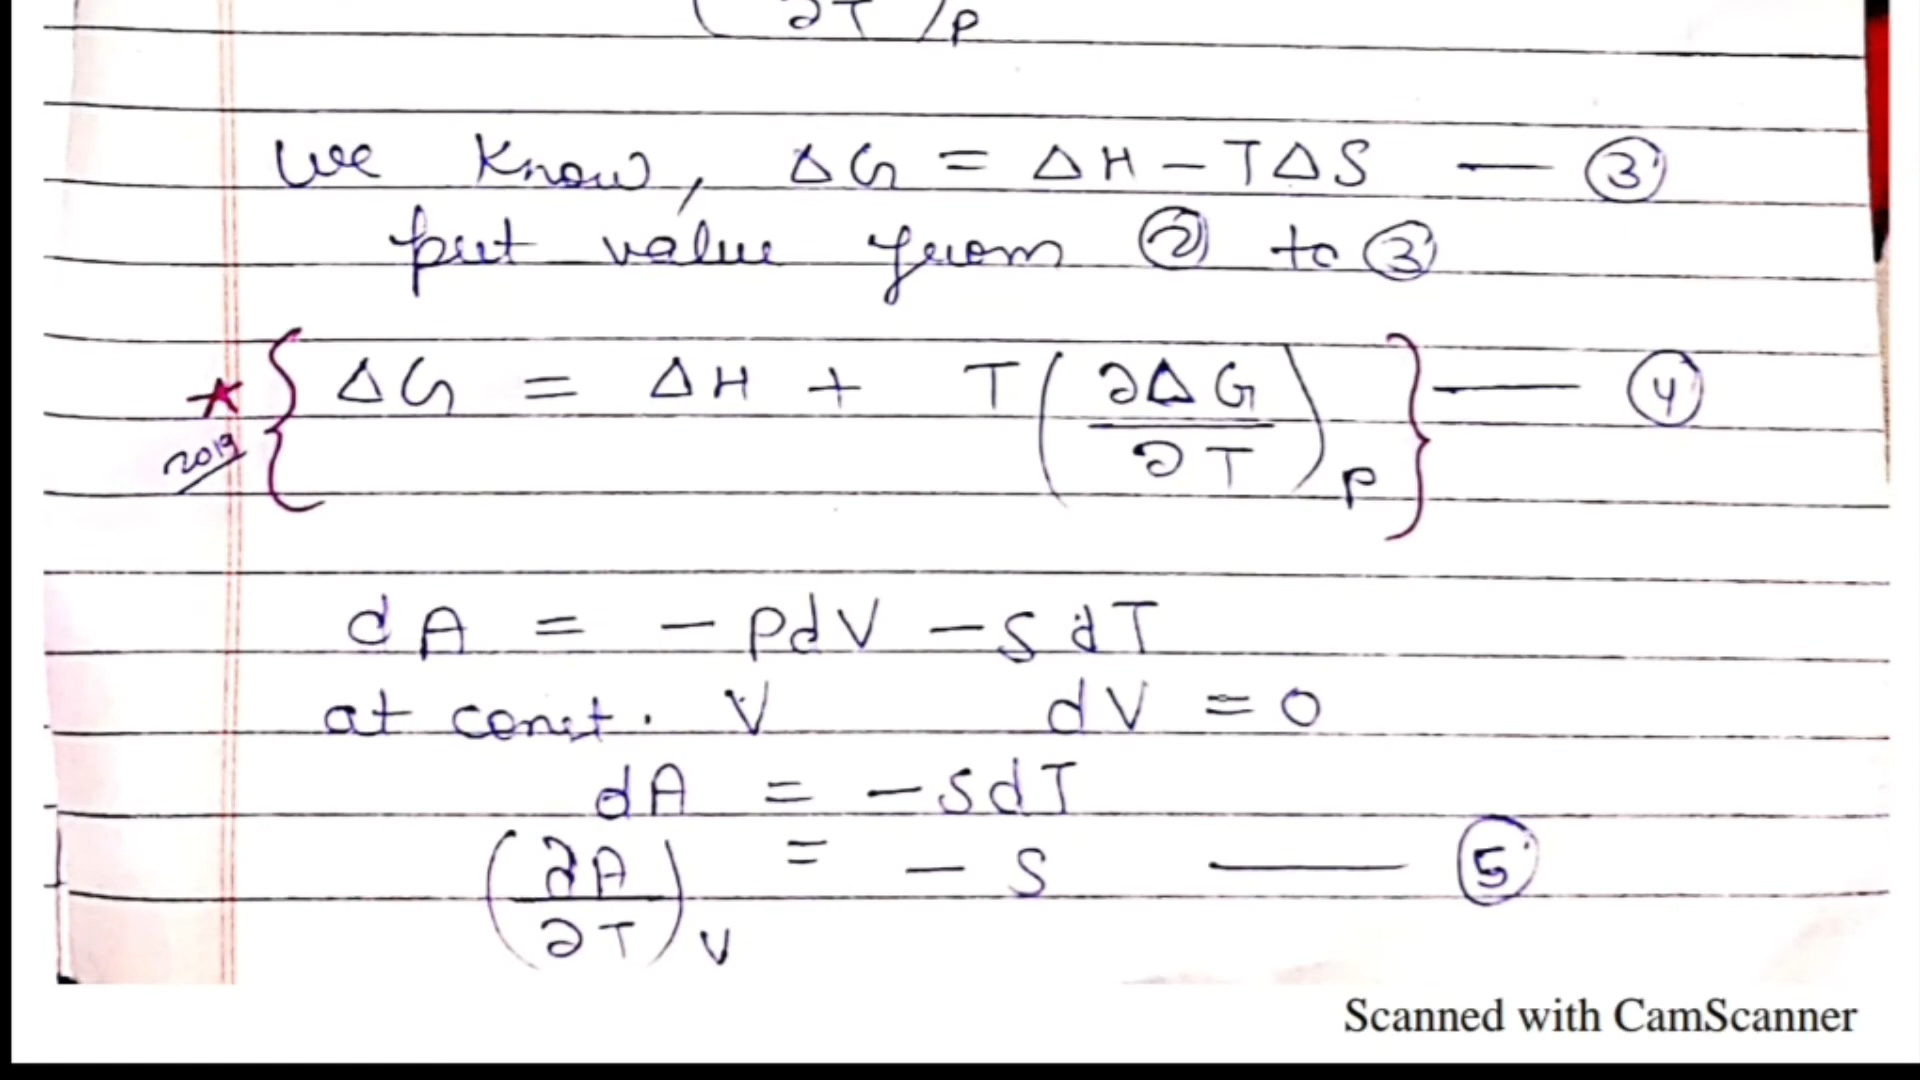 ∂T )P
We know, ΔG = ΔH - TΔS — ③
put value from ② to ③
★ 2019 { ΔG = ΔH + T(∂ΔG/∂T)P } — ④
dA = - PdV - SdT
at const. V dV = 0
dA = - SdT
(∂A/∂T)V = - S — ⑤
Scanned with CamScanner